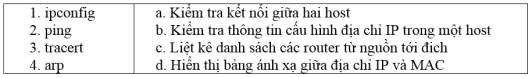 1. ipconfig
2. ping
3. tracert
4. arp
a. Kiểm tra kết nối giữa hai host
b. Kiểm tra thông tin cấu hình địa chỉ IP trong một host
c. Liệt kê danh sách các router từ nguồn tới đích
d. Hiển thị bảng ánh xạ giữa địa chỉ IP và MAC